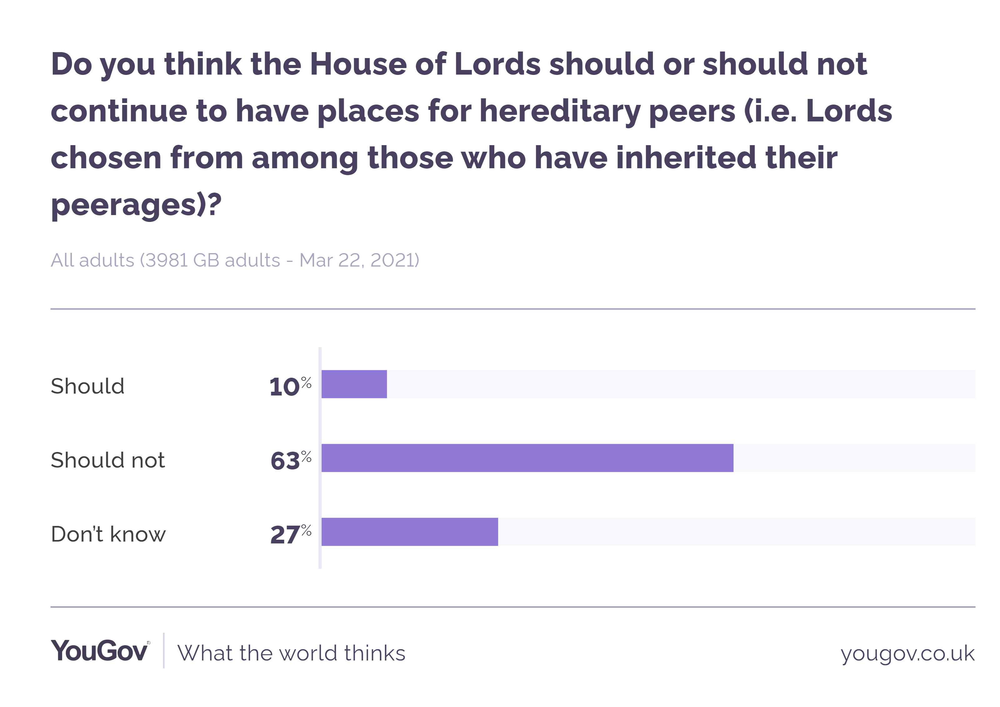 Do you think the House of Lords should or should not
continue to have places for hereditary peers (i.e. Lords
chosen from among those who have inherited their
peerages)?
All adults (3981 GB adults - Mar 22, 2021)
Should 10%
Should not 63%
Don't know 27%
YouGov What the world thinks yougov.co.uk